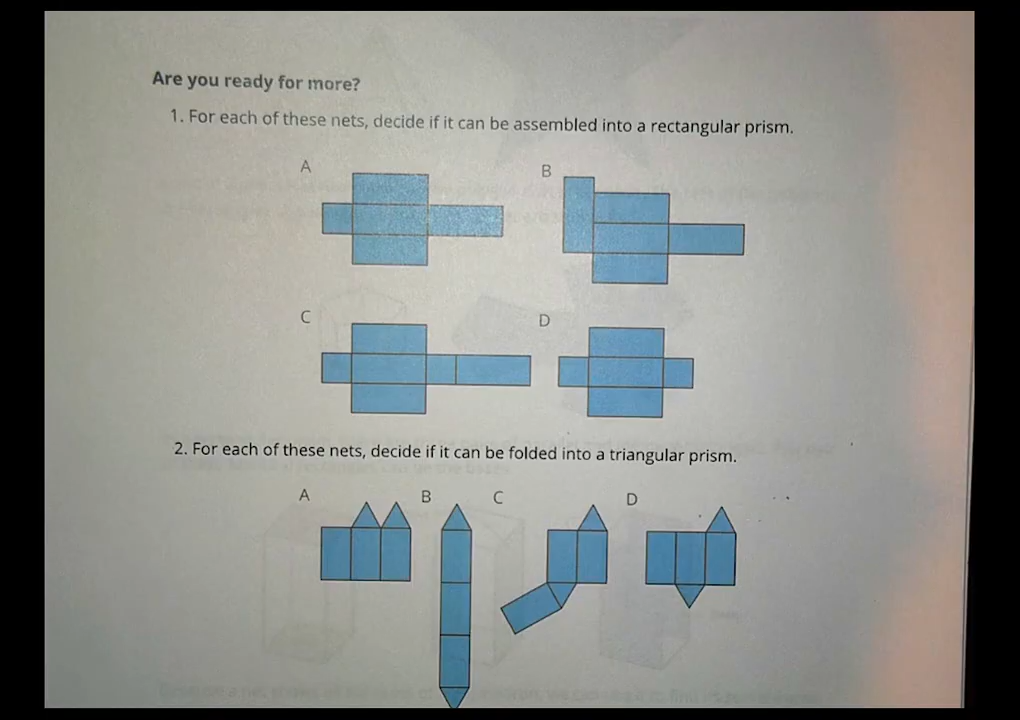 Are you ready for more?
1. For each of these nets, decide if it can be assembled into a rectangular prism.
A
B
C
D
2. For each of these nets, decide if it can be folded into a triangular prism.
A
B
C
D